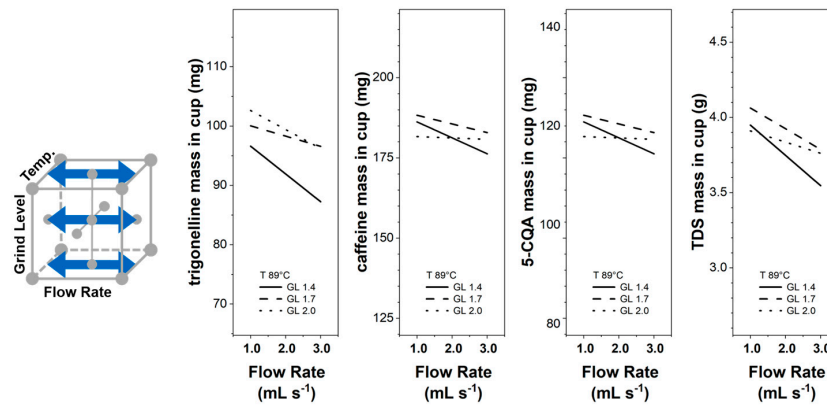 Temp.
Grind Level
Flow Rate
trigonelline mass in cup (mg)
110
100
90
80
70
T 89°C
GL 1.4
GL 1.7
GL 2.0
1.0 2.0 3.0
Flow Rate
(mL s⁻¹)
caffeine mass in cup (mg)
200
175
150
125
T 89°C
GL 1.4
GL 1.7
GL 2.0
1.0 2.0 3.0
Flow Rate
(mL s⁻¹)
5-CQA mass in cup (mg)
140
120
100
80
T 89°C
GL 1.4
GL 1.7
GL 2.0
1.0 2.0 3.0
Flow Rate
(mL s⁻¹)
TDS mass in cup (g)
4.5
4.0
3.5
3.0
T 89°C
GL 1.4
GL 1.7
GL 2.0
1.0 2.0 3.0
Flow Rate
(mL s⁻¹)